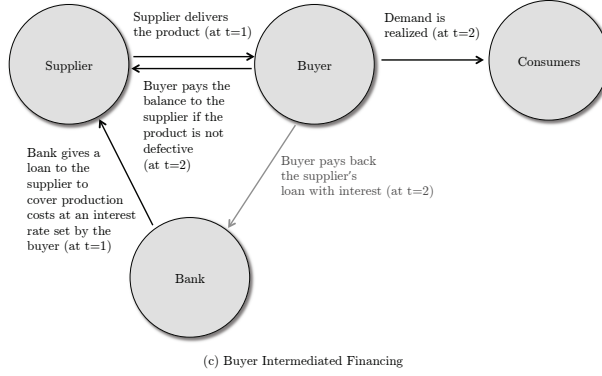 Supplier delivers
the product (at t=1)
Demand is
realized (at t=2)
Supplier
Buyer
Consumers
Buyer pays the
balance to the
supplier if the
product is not
defective
(at t=2)
Bank gives a
loan to the
supplier to
cover production
costs at an interest
rate set by the
buyer (at t=1)
Buyer pays back
the supplier's
loan with interest (at t=2)
Bank
(c) Buyer Intermediated Financing